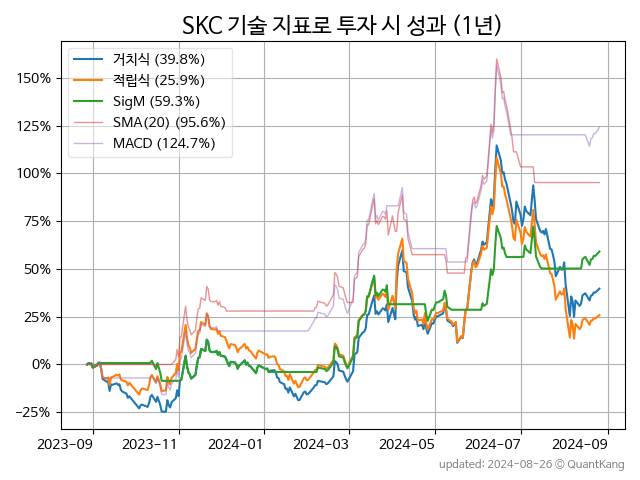 SKC 기술 지표로 투자 시 성과 (1년)
거치식 (39.8%)
적립식 (25.9%)
SigM (59.3%)
SMA(20) (95.6%)
MACD (124.7%)
150%
125%
100%
75%
50%
25%
0%
−25%
2023-09 2023-11 2024-01 2024-03 2024-05 2024-07 2024-09
updated: 2024-08-26 © QuantKang